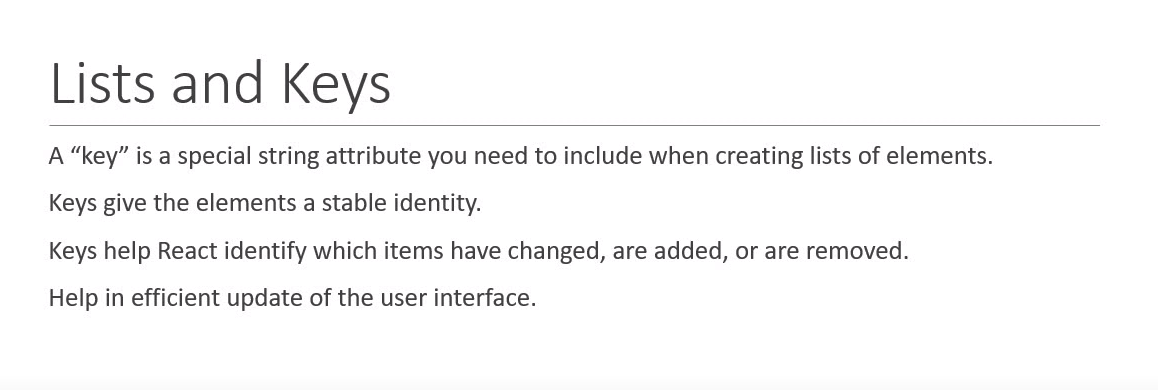 Lists and Keys
A “key” is a special string attribute you need to include when creating lists of elements.
Keys give the elements a stable identity.
Keys help React identify which items have changed, are added, or are removed.
Help in efficient update of the user interface.